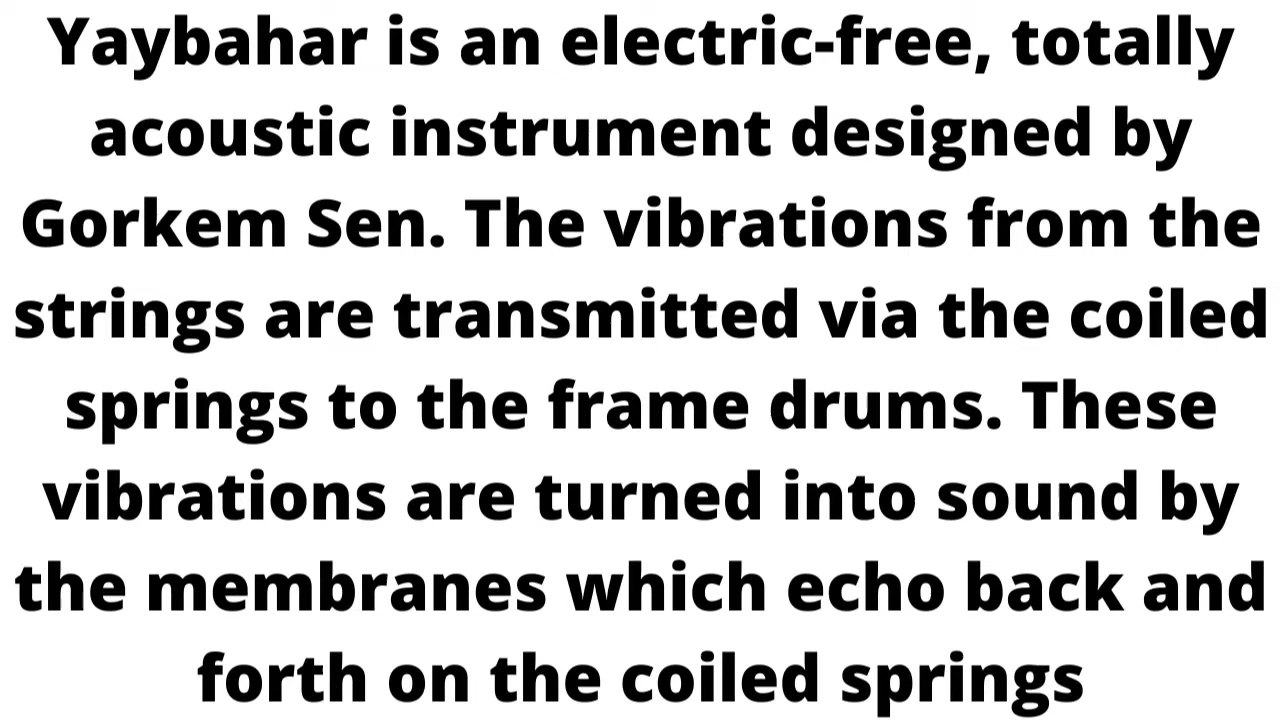 Yaybahar is an electric-free, totally
acoustic instrument designed by
Gorkem Sen. The vibrations from the
strings are transmitted via the coiled
springs to the frame drums. These
vibrations are turned into sound by
the membranes which echo back and
forth on the coiled springs